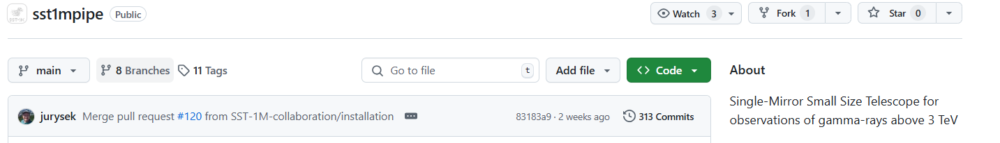 sst1mpipe Public Watch 3 Fork 1 Star 0
main 8 Branches 11 Tags Go to file t Add file Code
About
jurysek Merge pull request #120 from SST-1M-collaboration/installation 83183a9 · 2 weeks ago 313 Commits
Single-Mirror Small Size Telescope for
observations of gamma-rays above 3 TeV